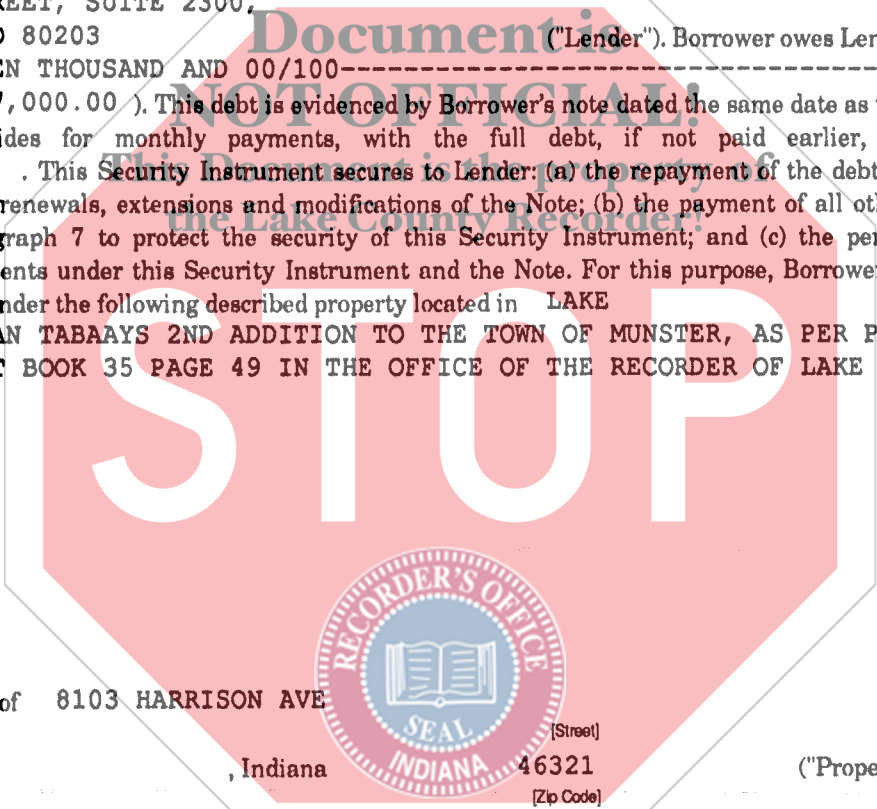 REET, SUITE 2300,
80203 ("Lender"). Borrower owes Len
EN THOUSAND AND 00/100------------------------------------
7,000.00 ). This debt is evidenced by Borrower's note dated the same date as
ides for monthly payments, with the full debt, if not paid earlier,
. This Security Instrument secures to Lender: (a) the repayment of the debt
renewals, extensions and modifications of the Note; (b) the payment of all oth
graph 7 to protect the security of this Security Instrument; and (c) the per
ents under this Security Instrument and the Note. For this purpose, Borrower
nder the following described property located in LAKE
AN TABAAYS 2ND ADDITION TO THE TOWN OF MUNSTER, AS PER P
T BOOK 35 PAGE 49 IN THE OFFICE OF THE RECORDER OF LAKE
Document is
NOT OFFICIAL!
This Document is the property of
the Lake County Recorder!
STOP
RECORDER'S OFFICE
SEAL
INDIANA
of 8103 HARRISON AVE
[Street]
, Indiana 46321 ("Prope
[Zip Code]